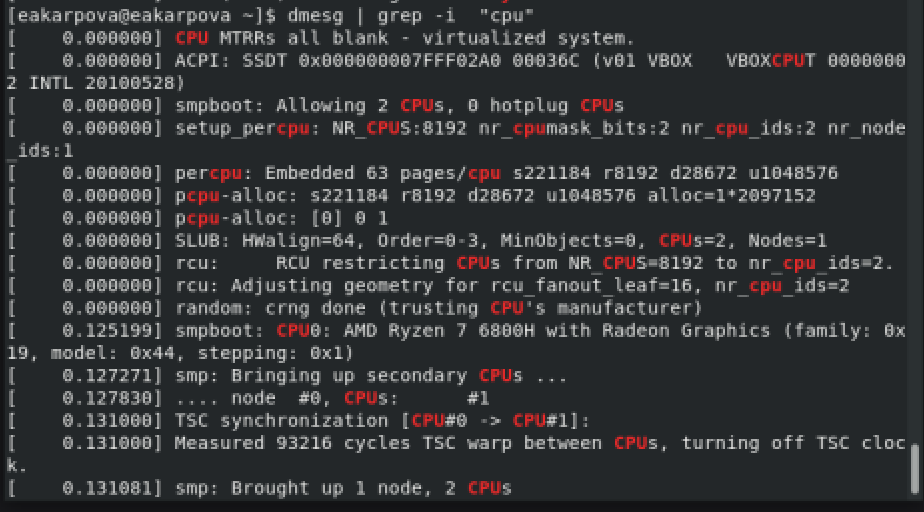 [eakarpova@eakarpova ~]$ dmesg | grep -i  "cpu"
[    0.000000] CPU MTRRs all blank - virtualized system.
[    0.000000] ACPI: SSDT 0x000000007FFF02A0 00036C (v01 VBOX   VBOXCPUT 0000000
2 INTL 20100528)
[    0.000000] smpboot: Allowing 2 CPUs, 0 hotplug CPUs
[    0.000000] setup_percpu: NR_CPUS:8192 nr_cpumask_bits:2 nr_cpu_ids:2 nr_node
_ids:1
[    0.000000] percpu: Embedded 63 pages/cpu s221184 r8192 d28672 u1048576
[    0.000000] pcpu-alloc: s221184 r8192 d28672 u1048576 alloc=1*2097152
[    0.000000] pcpu-alloc: [0] 0 1
[    0.000000] SLUB: HWalign=64, Order=0-3, MinObjects=0, CPUs=2, Nodes=1
[    0.000000] rcu:     RCU restricting CPUs from NR_CPUS=8192 to nr_cpu_ids=2.
[    0.000000] rcu: Adjusting geometry for rcu_fanout_leaf=16, nr_cpu_ids=2
[    0.000000] random: crng done (trusting CPU's manufacturer)
[    0.125199] smpboot: CPU0: AMD Ryzen 7 6800H with Radeon Graphics (family: 0x
19, model: 0x44, stepping: 0x1)
[    0.127271] smp: Bringing up secondary CPUs ...
[    0.127830] .... node  #0, CPUs:      #1
[    0.131000] TSC synchronization [CPU#0 -> CPU#1]:
[    0.131000] Measured 93216 cycles TSC warp between CPUs, turning off TSC cloc
k.
[    0.131081] smp: Brought up 1 node, 2 CPUs